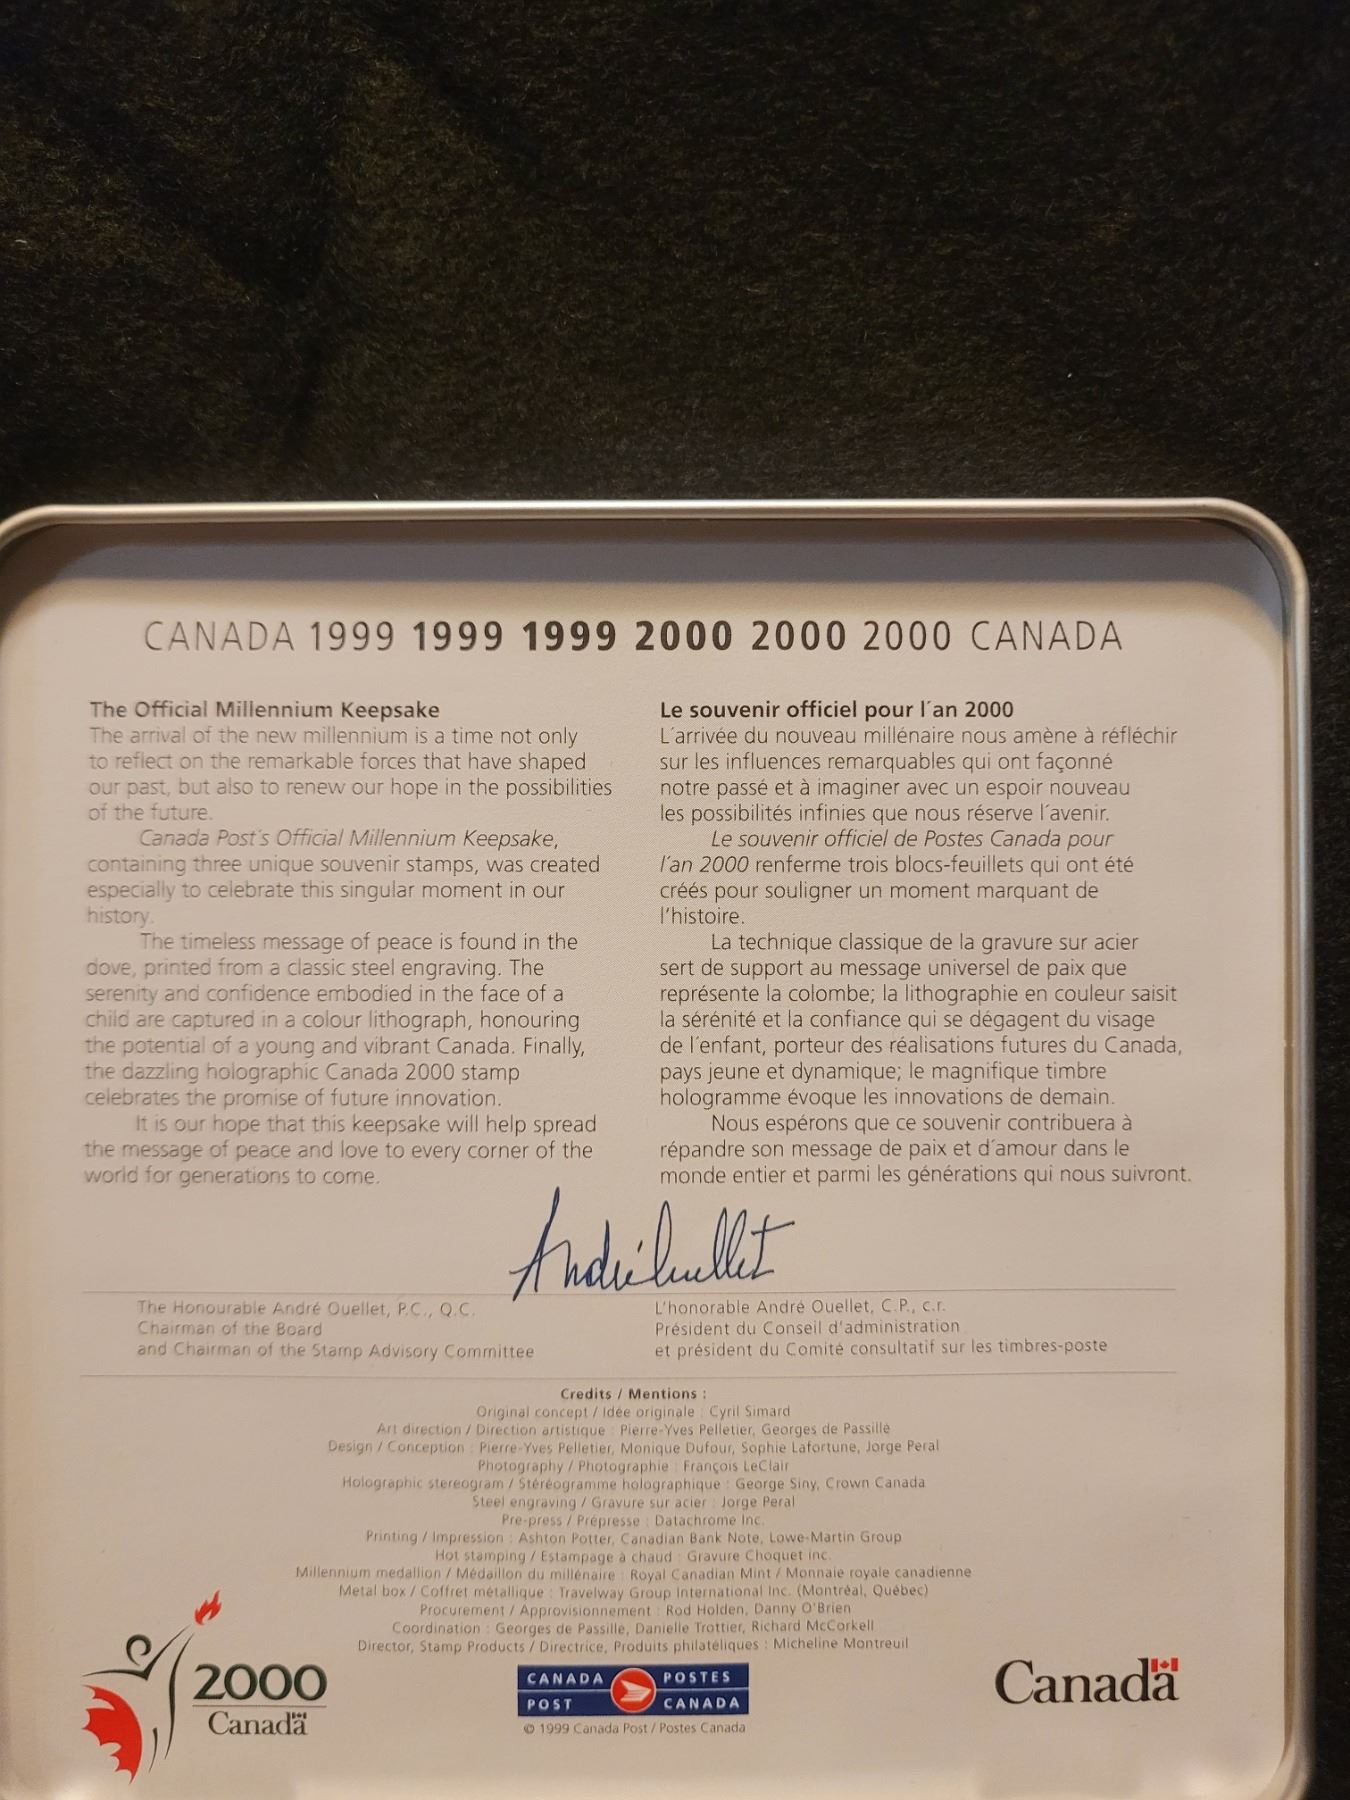 CANADA 1999 1999 1999 2000 2000 2000 CANADA
The Official Millennium Keepsake
The arrival of the new millennium is a time not only
to reflect on the remarkable forces that have shaped
our past, but also to renew our hope in the possibilities
of the future.
Canada Post's Official Millennium Keepsake,
containing three unique souvenir stamps, was created
especially to celebrate this singular moment in our
history.
The timeless message of peace is found in the
dove, printed from a classic steel engraving. The
serenity and confidence embodied in the face of a
child are captured in a colour lithograph, honouring
the potential of a young and vibrant Canada. Finally,
the dazzling holographic Canada 2000 stamp
celebrates the promise of future innovation.
It is our hope that this keepsake will help spread
the message of peace and love to every corner of the
world for generations to come.
Le souvenir officiel pour l'an 2000
L'arrivée du nouveau millénaire nous amène à réfléchir
sur les influences remarquables qui ont façonné
notre passé et à imaginer avec un espoir nouveau
les possibilités infinies que nous réserve l'avenir.
Le souvenir officiel de Postes Canada pour
l'an 2000 renferme trois blocs-feuillets qui ont été
créés pour souligner un moment marquant de
l'histoire.
La technique classique de la gravure sur acier
sert de support au message universel de paix que
représente la colombe; la lithographie en couleur saisit
la sérénité et la confiance qui se dégagent du visage
de l'enfant, porteur des réalisations futures du Canada,
pays jeune et dynamique; le magnifique timbre
hologramme évoque les innovations de demain.
Nous espérons que ce souvenir contribuera à
répandre son message de paix et d'amour dans le
monde entier et parmi les générations qui nous suivront.
André Ouellet
The Honourable André Ouellet, P.C., Q.C.
Chairman of the Board
and Chairman of the Stamp Advisory Committee
L'honorable André Ouellet, C.P., c.r.
Président du Conseil d'administration
et président du Comité consultatif sur les timbres-poste
Credits / Mentions :
Original concept / Idée originale : Cyril Simard
Art direction / Direction artistique : Pierre-Yves Pelletier, Georges de Passillé
Design / Conception : Pierre-Yves Pelletier, Monique Dufour, Sophie Lafortune, Jorge Peral
Photography / Photographie : François LeClair
Holographic stereogram / Stéréogramme holographique : George Siny, Crown Canada
Steel engraving / Gravure sur acier : Jorge Peral
Pre-press / Prépresse : Datachrome Inc.
Printing / Impression : Ashton Potter, Canadian Bank Note, Lowe-Martin Group
Hot stamping / Estampage à chaud : Gravure Choquet inc.
Millennium medallion / Médaillon du millénaire : Royal Canadian Mint / Monnaie royale canadienne
Metal box / Coffret métallique : Travelway Group International Inc. (Montréal, Québec)
Procurement / Approvisionnement : Rod Holden, Danny O'Brien
Coordination : Georges de Passille, Danielle Trottier, Richard McCorkell
Director, Stamp Products / Directrice, Produits philatéliques : Micheline Montreuil
2000
Canada
CANADA POSTES
POST CANADA
© 1999 Canada Post / Postes Canada
Canada